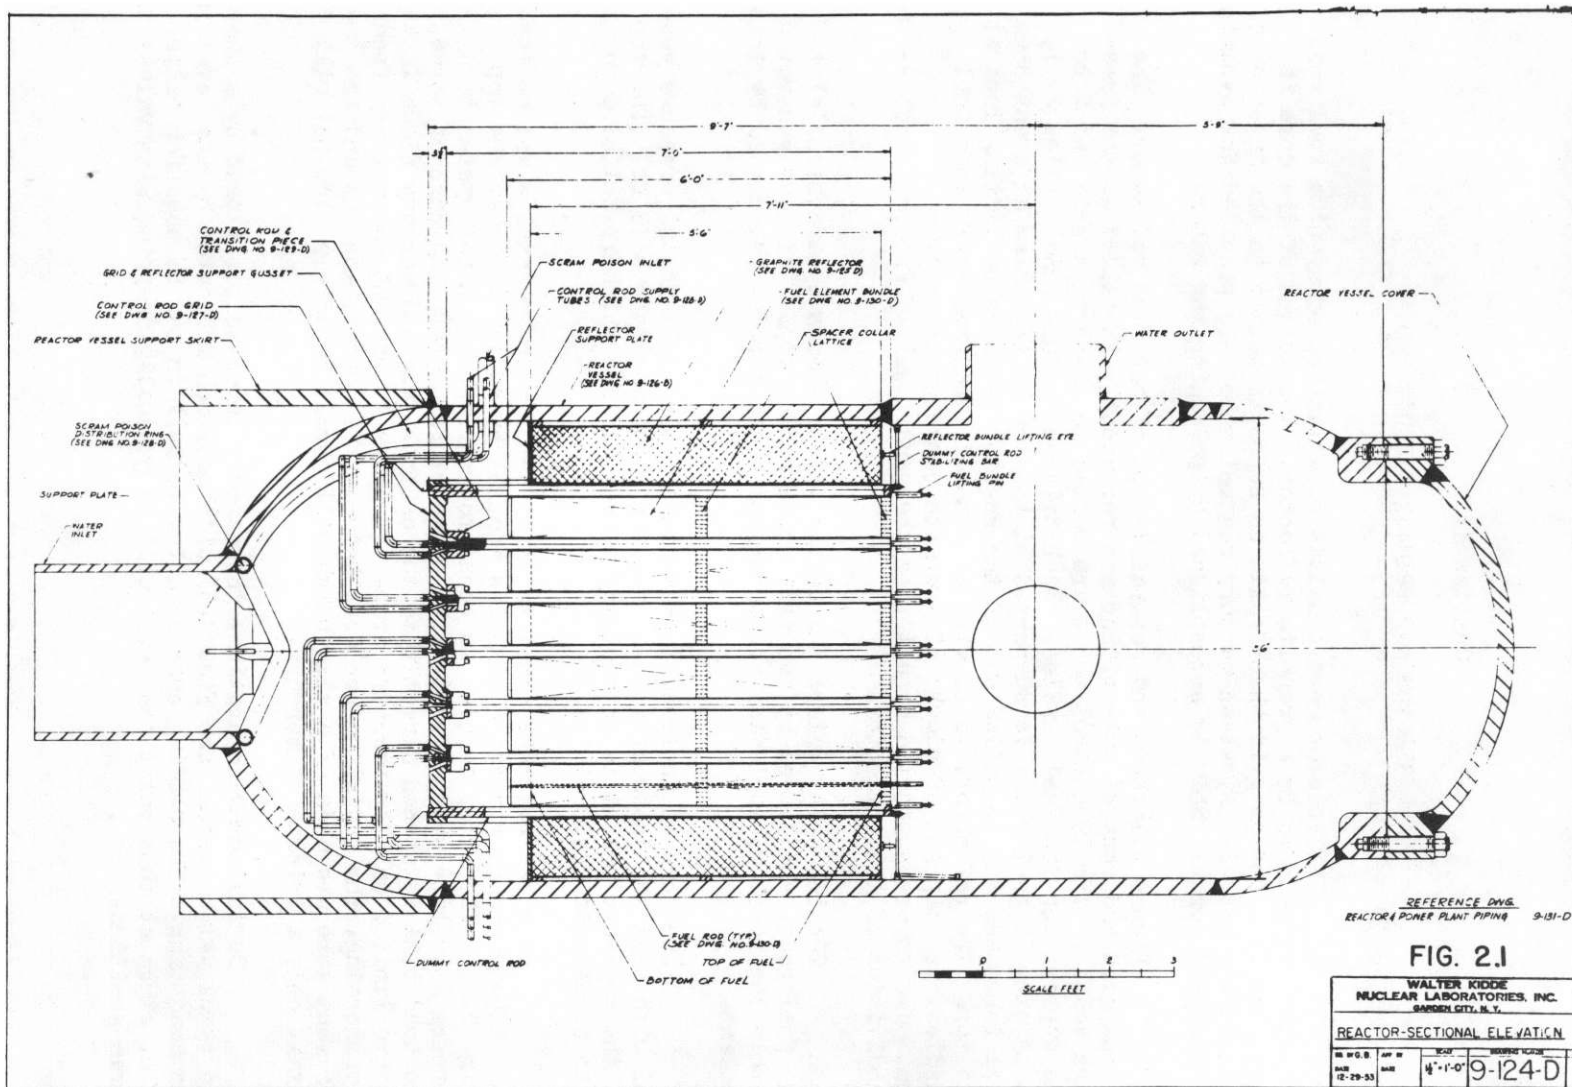 9'-7"
7'-0"
6'-0"
7'-11"
5'-6"
CONTROL ROD &
TRANSITION PIECE
(SEE DWG NO 9-129-D)
GRID & REFLECTOR SUPPORT GUSSET
CONTROL ROD GRID
(SEE DWG NO. 9-127-D)
REACTOR VESSEL SUPPORT SKIRT
SCRAM POISON
DISTRIBUTION RING
(SEE DWG NO. 9-128-D)
SUPPORT PLATE
WATER
INLET
SCRAM POISON INLET
CONTROL ROD SUPPLY
TUBES (SEE DWG NO.
REFLECTOR
SUPPORT PLATE
REACTOR
VESSEL
(SEE DWG NO 9-126-D)
GRAPHITE REFLECTOR
(SEE DWG NO. 9-125 D)
FUEL ELEMENT BUNDLE
(SEE DWG NO. 9-130-D)
SPACER COLLAR
LATTICE
WATER OUTLET
REACTOR VESSEL COVER
REFLECTOR BUNDLE LIFTING EYE
DUMMY CONTROL ROD
STABILIZING BAR
FUEL BUNDLE
LIFTING PIN
FUEL ROD (TYP)
(SEE DWG. NO. 9-130-D)
TOP OF FUEL
BOTTOM OF FUEL
DUMMY CONTROL ROD
0 1 2 3
SCALE FEET
REFERENCE DWG
REACTOR & POWER PLANT PIPING 9-131-D
FIG. 2.1
WALTER KIDDE
NUCLEAR LABORATORIES, INC.
GARDEN CITY, N. Y.
REACTOR-SECTIONAL ELEVATION
G.B.
DATE
12-29-53
SCALE
1½"-1'-0"
DRAWING NUMBER
9-124-D